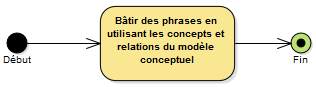 Bâtir des phrases en
utilisant les concepts et
relations du modèle
conceptuel
Début
Fin